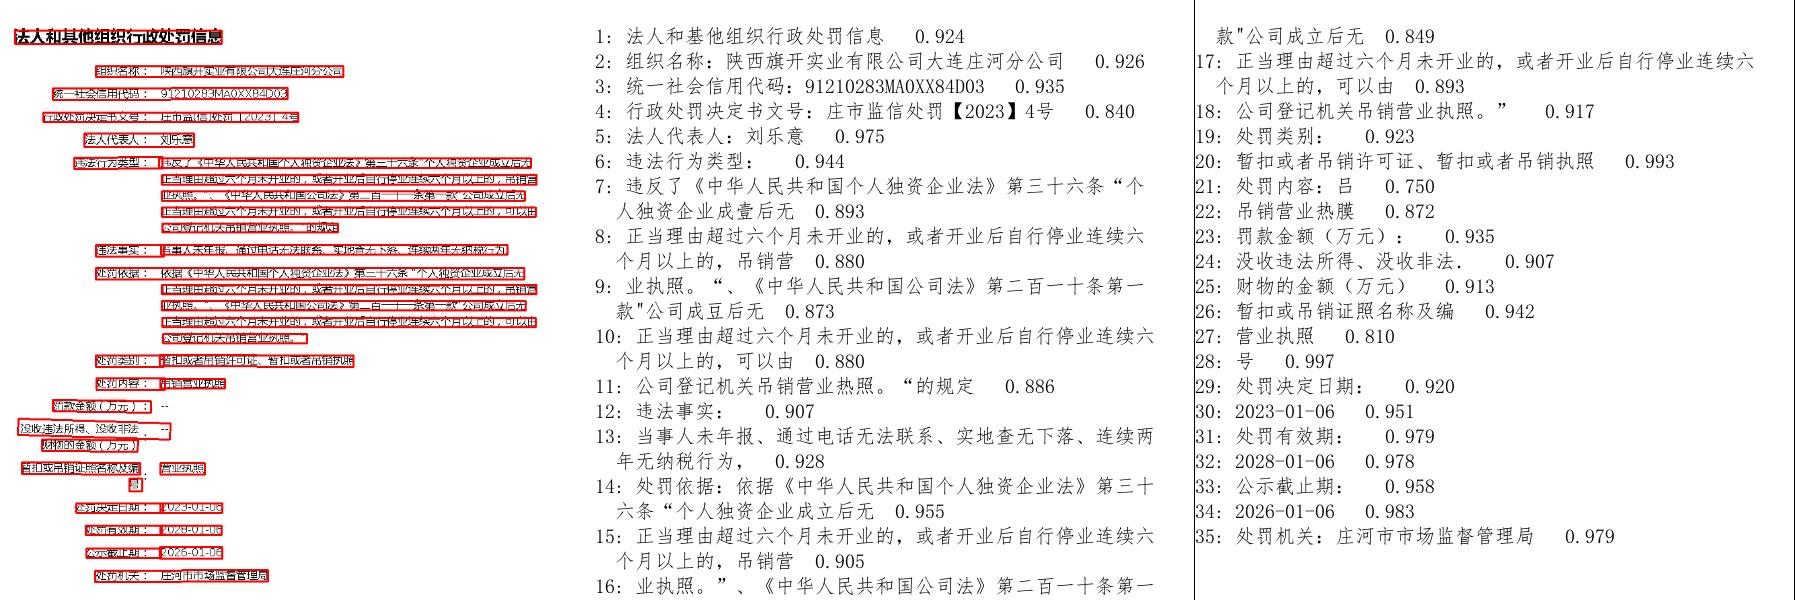 法人和其他组织行政处罚信息
组织名称： 陕西旗开实业有限公司大连庄河分公司
统一社会信用代码： 91210283MA0XX84D03
行政处罚决定书文号： 庄市监信处罚【2023】4号
法人代表人： 刘乐意
违法行为类型： 违反了《中华人民共和国个人独资企业法》第三十六条“个人独资企业成立后无
正当理由超过六个月未开业的，或者开业后自行停业连续六个月以上的，吊销营
业执照。”、《中华人民共和国公司法》第二百一十条第一款"公司成立后无
正当理由超过六个月未开业的，或者开业后自行停业连续六个月以上的，可以由
公司登记机关吊销营业执照。”的规定
违法事实： 当事人未年报、通过电话无法联系、实地查无下落、连续两年无纳税行为，
处罚依据： 依据《中华人民共和国个人独资企业法》第三十六条“个人独资企业成立后无
正当理由超过六个月未开业的，或者开业后自行停业连续六个月以上的，吊销营
业执照。”、《中华人民共和国公司法》第二百一十条第一款"公司成立后无
正当理由超过六个月未开业的，或者开业后自行停业连续六个月以上的，可以由
公司登记机关吊销营业执照。”
处罚类别： 暂扣或者吊销许可证、暂扣或者吊销执照
处罚内容： 吊销营业执照
罚款金额（万元）： --
没收违法所得、没收非法 --
财物的金额（万元）
暂扣或吊销证照名称及编 营业执照
号：
处罚决定日期： 2023-01-06
处罚有效期： 2028-01-06
公示截止期： 2026-01-06
处罚机关： 庄河市市场监督管理局
1: 法人和基他组织行政处罚信息 0.924
2: 组织名称：陕西旗开实业有限公司大连庄河分公司 0.926
3: 统一社会信用代码：91210283MA0XX84D03 0.935
4: 行政处罚决定书文号：庄市监信处罚【2023】4号 0.840
5: 法人代表人：刘乐意 0.975
6: 违法行为类型： 0.944
7: 违反了《中华人民共和国个人独资企业法》第三十六条“个
人独资企业成壹后无 0.893
8: 正当理由超过六个月未开业的，或者开业后自行停业连续六
个月以上的，吊销营 0.880
9: 业执照。“、《中华人民共和国公司法》第二百一十条第一
款"公司成豆后无 0.873
10: 正当理由超过六个月未开业的，或者开业后自行停业连续六
个月以上的，可以由 0.880
11: 公司登记机关吊销营业热照。“的规定 0.886
12: 违法事实： 0.907
13: 当事人未年报、通过电话无法联系、实地查无下落、连续两
年无纳税行为， 0.928
14: 处罚依据：依据《中华人民共和国个人独资企业法》第三十
六条“个人独资企业成立后无 0.955
15: 正当理由超过六个月未开业的，或者开业后自行停业连续六
个月以上的，吊销营 0.905
16: 业执照。”、《中华人民共和国公司法》第二百一十条第一
款"公司成立后无 0.849
17: 正当理由超过六个月未开业的，或者开业后自行停业连续六
个月以上的，可以由 0.893
18: 公司登记机关吊销营业执照。” 0.917
19: 处罚类别： 0.923
20: 暂扣或者吊销许可证、暂扣或者吊销执照 0.993
21: 处罚内容：吕 0.750
22: 吊销营业热膜 0.872
23: 罚款金额（万元）： 0.935
24: 没收违法所得、没收非法． 0.907
25: 财物的金额（万元） 0.913
26: 暂扣或吊销证照名称及编 0.942
27: 营业执照 0.810
28: 号 0.997
29: 处罚决定日期： 0.920
30: 2023-01-06 0.951
31: 处罚有效期： 0.979
32: 2028-01-06 0.978
33: 公示截止期： 0.958
34: 2026-01-06 0.983
35: 处罚机关：庄河市市场监督管理局 0.979